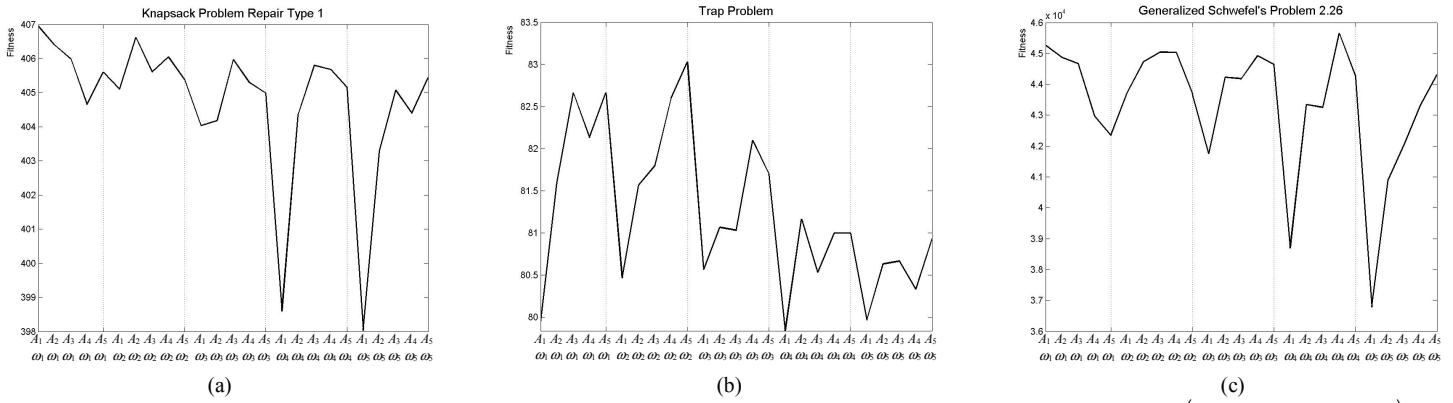 Knapsack Problem Repair Type 1
Fitness
407
406
405
404
403
402
401
400
399
398
A1 A2 A3 A4 A5 A1 A2 A3 A4 A5 A1 A2 A3 A4 A5 A1 A2 A3 A4 A5 A1 A2 A3 A4 A5
ω1 ω1 ω1 ω1 ω1 ω2 ω2 ω2 ω2 ω2 ω3 ω3 ω3 ω3 ω3 ω4 ω4 ω4 ω4 ω4 ω5 ω5 ω5 ω5 ω5
(a)
Trap Problem
Fitness
83.5
83
82.5
82
81.5
81
80.5
80
A1 A2 A3 A4 A5 A1 A2 A3 A4 A5 A1 A2 A3 A4 A5 A1 A2 A3 A4 A5 A1 A2 A3 A4 A5
ω1 ω1 ω1 ω1 ω1 ω2 ω2 ω2 ω2 ω2 ω3 ω3 ω3 ω3 ω3 ω4 ω4 ω4 ω4 ω4 ω5 ω5 ω5 ω5 ω5
(b)
Generalized Schwefel's Problem 2.26
x 10^4
Fitness
4.6
4.5
4.4
4.3
4.2
4.1
4
3.9
3.8
3.7
3.6
A1 A2 A3 A4 A5 A1 A2 A3 A4 A5 A1 A2 A3 A4 A5 A1 A2 A3 A4 A5 A1 A2 A3 A4 A5
ω1 ω1 ω1 ω1 ω1 ω2 ω2 ω2 ω2 ω2 ω3 ω3 ω3 ω3 ω3 ω4 ω4 ω4 ω4 ω4 ω5 ω5 ω5 ω5 ω5
(c)